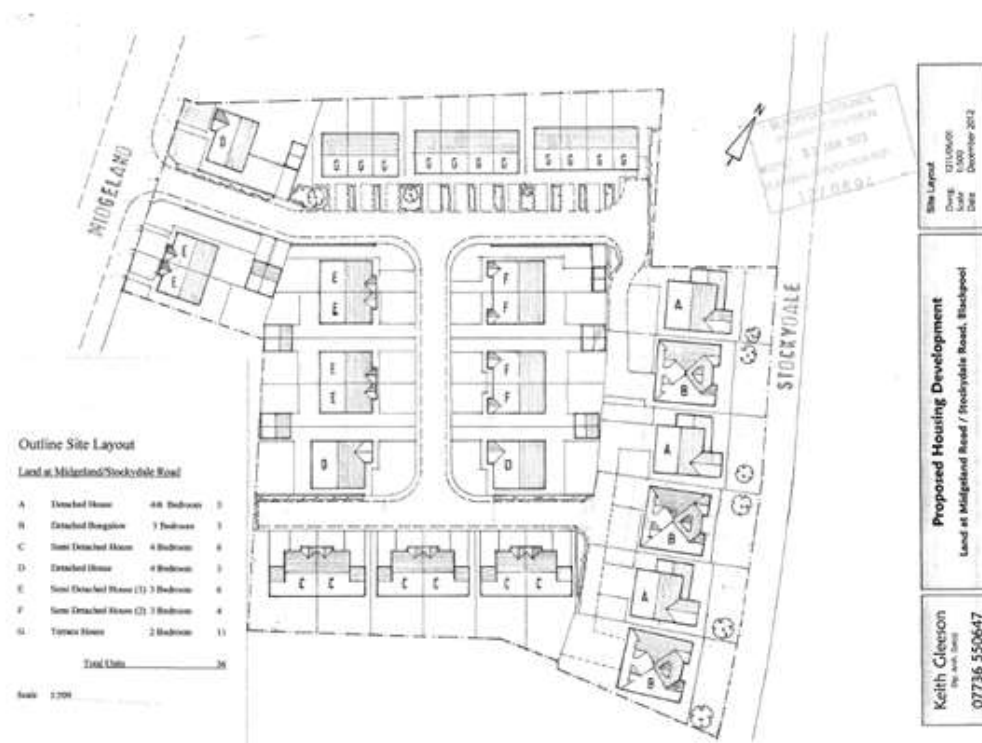 MIDGELAND
STOCKYDALE
N
D
G G G
G G G G
G G G G
E
E
E
E
E
E
F
F
F
F
D
D
A
B
A
B
A
B
C C
C C
C C
Outline Site Layout
Land at Midgeland/Stockydale Road
A Detached House 4/6 Bedroom 3
B Detached Bungalow 3 Bedroom 3
C Semi Detached House 4 Bedroom 6
D Detached House 4 Bedroom 3
E Semi Detached House (1) 3 Bedroom 6
F Semi Detached House (2) 3 Bedroom 4
G Terrace House 2 Bedroom 11
Total Units 36
Scale
Site Layout
Scale 1:500
Date December 2012
Proposed Housing Development
Land at Midgeland Road / Stockydale Road, Blackpool
Keith Gleeson
07736 550647